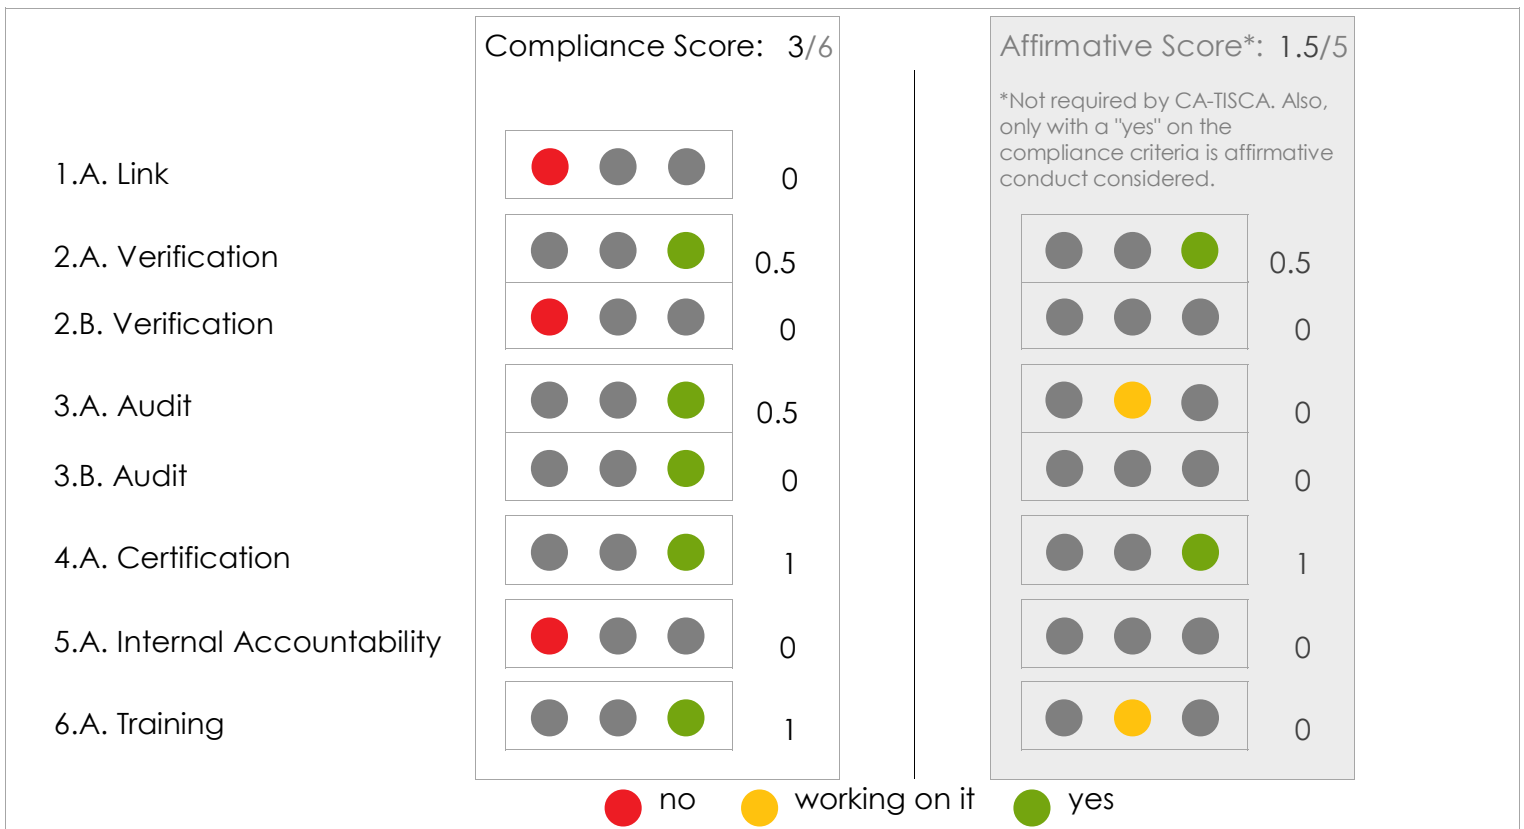 Compliance Score: 3/6
Affirmative Score*: 1.5/5
*Not required by CA-TISCA. Also,
only with a "yes" on the
compliance criteria is affirmative
conduct considered.
1.A. Link 0
2.A. Verification 0.5 0.5
2.B. Verification 0 0
3.A. Audit 0.5 0
3.B. Audit 0 0
4.A. Certification 1 1
5.A. Internal Accountability 0 0
6.A. Training 1 0
no working on it yes